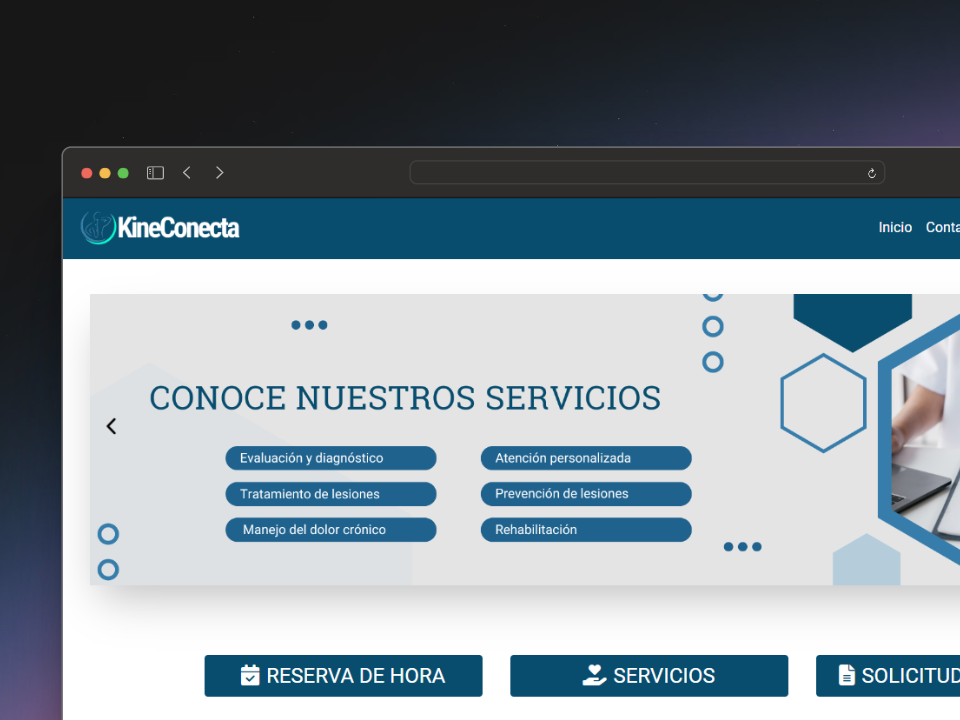 KineConecta
Inicio
CONOCE NUESTROS SERVICIOS
Evaluación y diagnóstico
Atención personalizada
Tratamiento de lesiones
Prevención de lesiones
Manejo del dolor crónico
Rehabilitación
RESERVA DE HORA
SERVICIOS
SOLICITUD